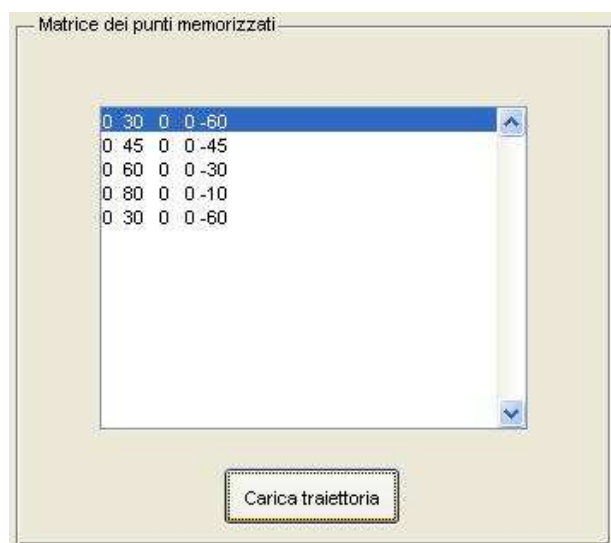 Matrice dei punti memorizzati
0 30 0 0 -60
0 45 0 0 -45
0 60 0 0 -30
0 80 0 0 -10
0 30 0 0 -60
Carica traiettoria